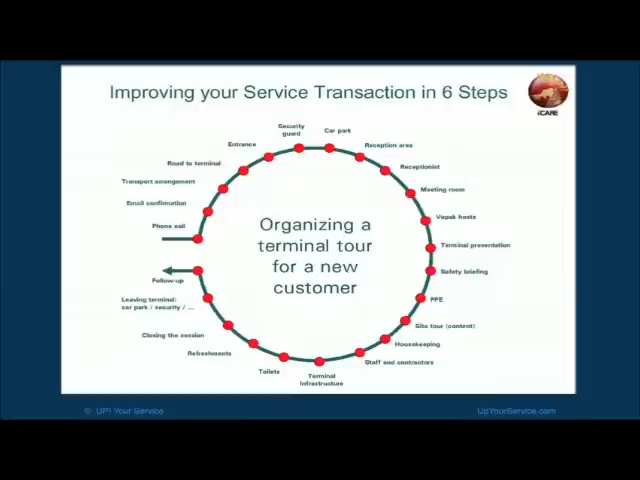 Improving your Service Transaction in 6 Steps
iCARE
Organizing a
terminal tour
for a new
customer
Phone call
Email confirmation
Transport arrangement
Road to terminal
Entrance
Security
guard
Car park
Reception area
Receptionist
Meeting room
Vopak hosts
Terminal presentation
Safety briefing
PPE
Site tour (content)
Housekeeping
Staff and contractors
Terminal
Infrastructure
Toilets
Refreshments
Closing the session
Leaving terminal:
car park / security / ...
Follow-up
© UP! Your Service
UpYourService.com